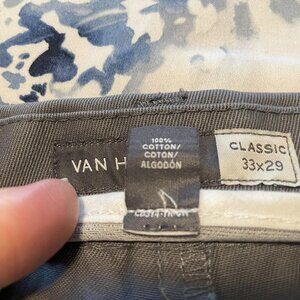 VAN H
100%
COTTON/
COTON/
ALGODÓN
CLASSIC
33x29